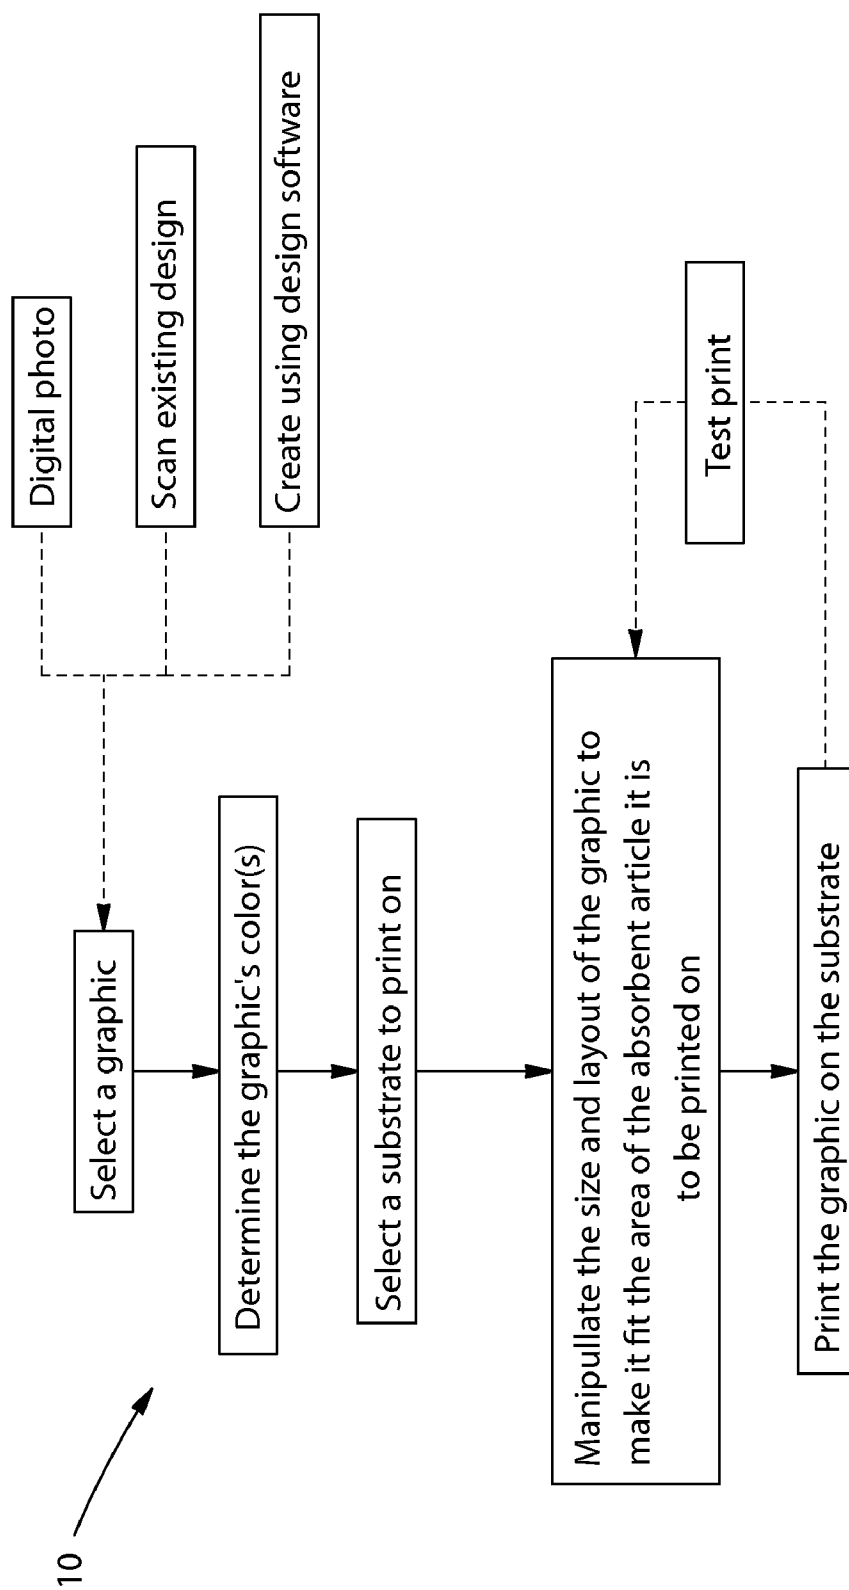 10
Select a graphic
Digital photo
Scan existing design
Create using design software
Determine the graphic's color(s)
Select a substrate to print on
Manipullate the size and layout of the graphic to
make it fit the area of the absorbent article it is
to be printed on
Test print
Print the graphic on the substrate